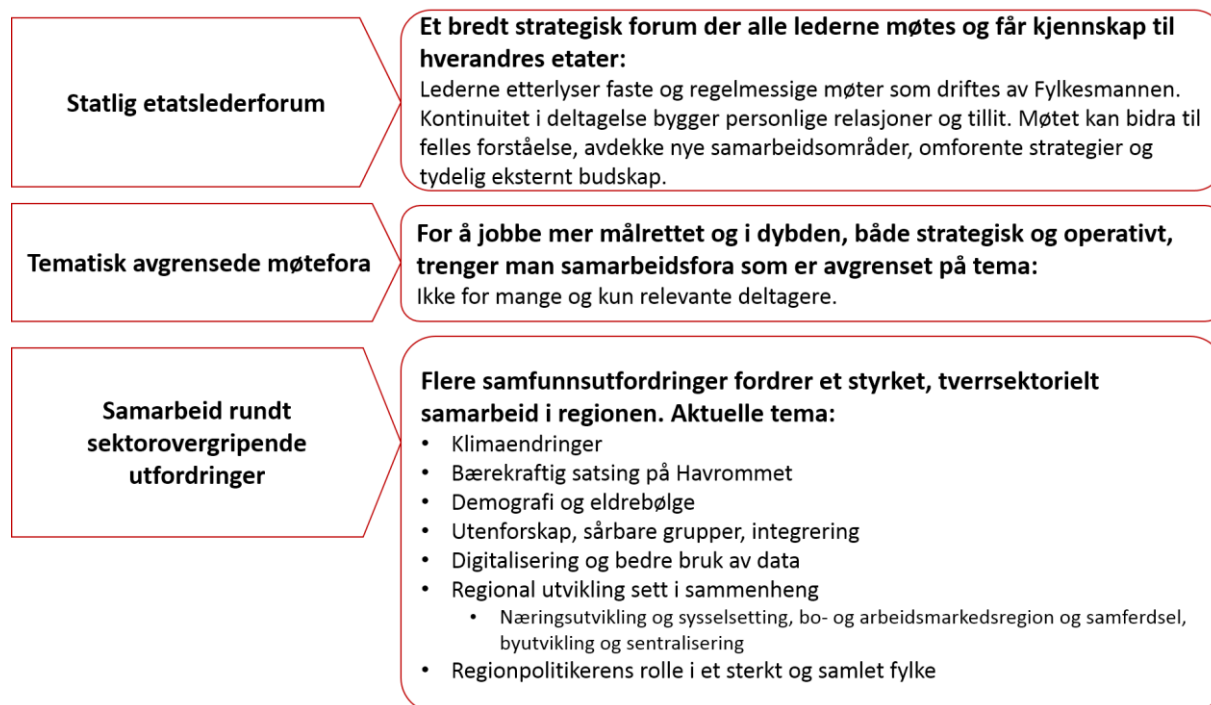 Statlig etatslederforum
Et bredt strategisk forum der alle lederne møtes og får kjennskap til
hverandres etater:
Lederne etterlyser faste og regelmessige møter som driftes av Fylkesmannen.
Kontinuitet i deltagelse bygger personlige relasjoner og tillit. Møtet kan bidra til
felles forståelse, avdekke nye samarbeidsområder, omforente strategier og
tydelig eksternt budskap.
Tematisk avgrensede møtefora
For å jobbe mer målrettet og i dybden, både strategisk og operativt,
trenger man samarbeidsfora som er avgrenset på tema:
Ikke for mange og kun relevante deltagere.
Samarbeid rundt
sektorovergripende
utfordringer
Flere samfunnsutfordringer fordrer et styrket, tverrsektorielt
samarbeid i regionen. Aktuelle tema:
• Klimaendringer
• Bærekraftig satsing på Havrommet
• Demografi og eldrebølge
• Utenforskap, sårbare grupper, integrering
• Digitalisering og bedre bruk av data
• Regional utvikling sett i sammenheng
• Næringsutvikling og sysselsetting, bo- og arbeidsmarkedsregion og samferdsel,
byutvikling og sentralisering
• Regionpolitikerens rolle i et sterkt og samlet fylke